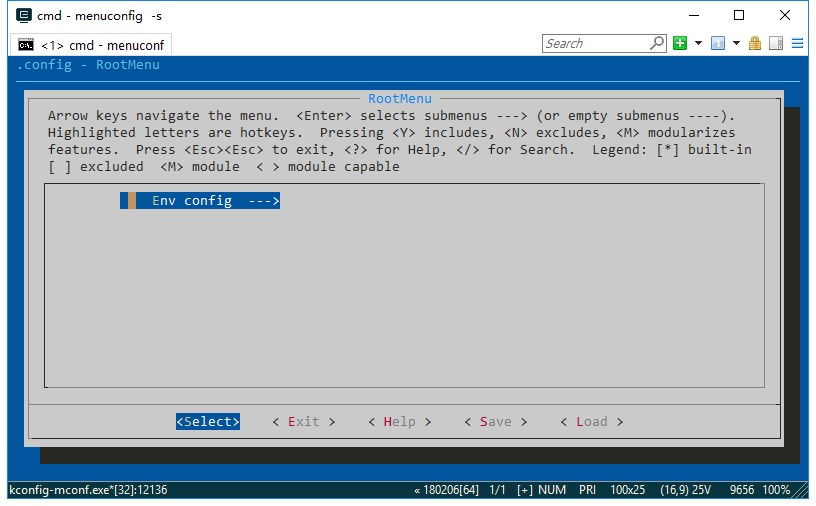 cmd - menuconfig -s
<1> cmd - menuconf
Search
.config - RootMenu
RootMenu
Arrow keys navigate the menu.  <Enter> selects submenus ---> (or empty submenus ----).
Highlighted letters are hotkeys.  Pressing <Y> includes, <N> excludes, <M> modularizes
features.  Press <Esc><Esc> to exit, <?> for Help, </> for Search.  Legend: [*] built-in
[ ] excluded  <M> module  < > module capable
Env config  --->
<Select>    < Exit >    < Help >    < Save >    < Load >
kconfig-mconf.exe*[32]:12136    « 180206[64]  1/1  [+] NUM  PRI  100x25  (16,9) 25V  9656  100%